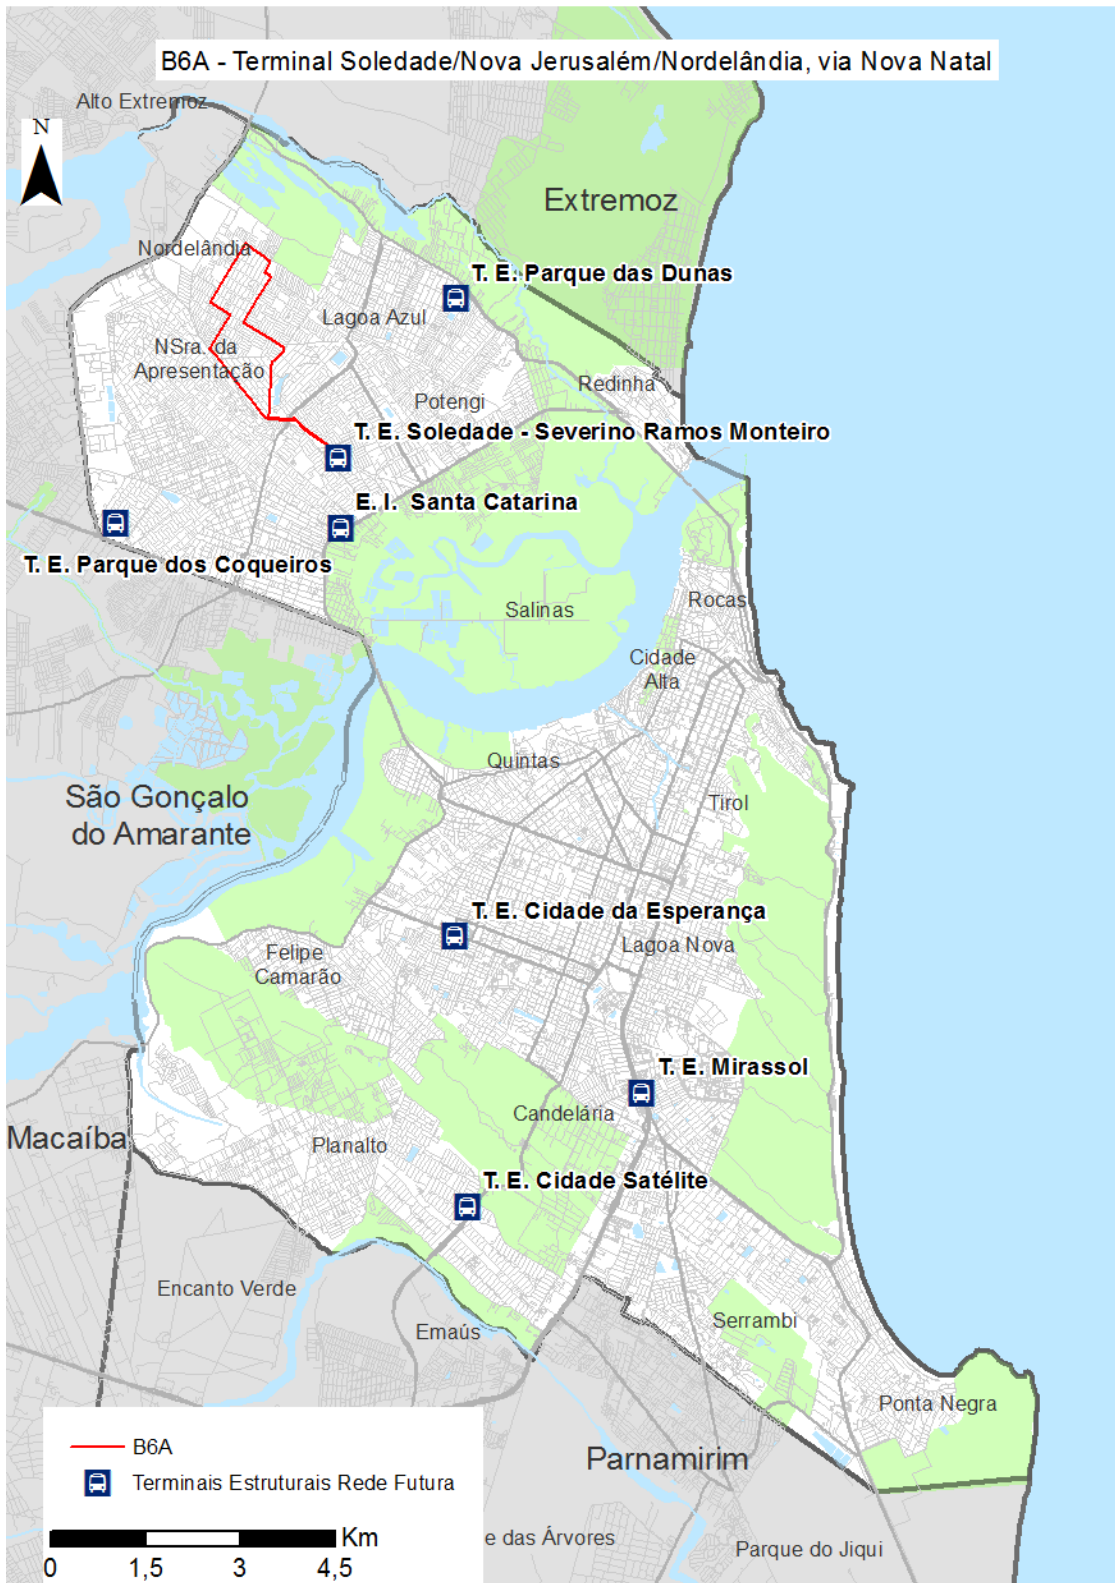 B6A - Terminal Soledade/Nova Jerusalém/Nordelândia, via Nova Natal
Alto Extremoz
N
Extremoz
Nordelândia
T. E. Parque das Dunas
Lagoa Azul
NSra. da
Apresentação
Redinha
Potengi
T. E. Soledade - Severino Ramos Monteiro
E. I. Santa Catarina
T. E. Parque dos Coqueiros
Rocas
Salinas
Cidade
Alta
Quintas
São Gonçalo
do Amarante
Tirol
T. E. Cidade da Esperança
Lagoa Nova
Felipe
Camarão
T. E. Mirassol
Candelária
Macaíba
Planalto
T. E. Cidade Satélite
Encanto Verde
Emaús
Serrambi
Ponta Negra
Parnamirim
B6A
Terminais Estruturais Rede Futura
Km
0 1,5 3 4,5
e das Árvores
Parque do Jiqui